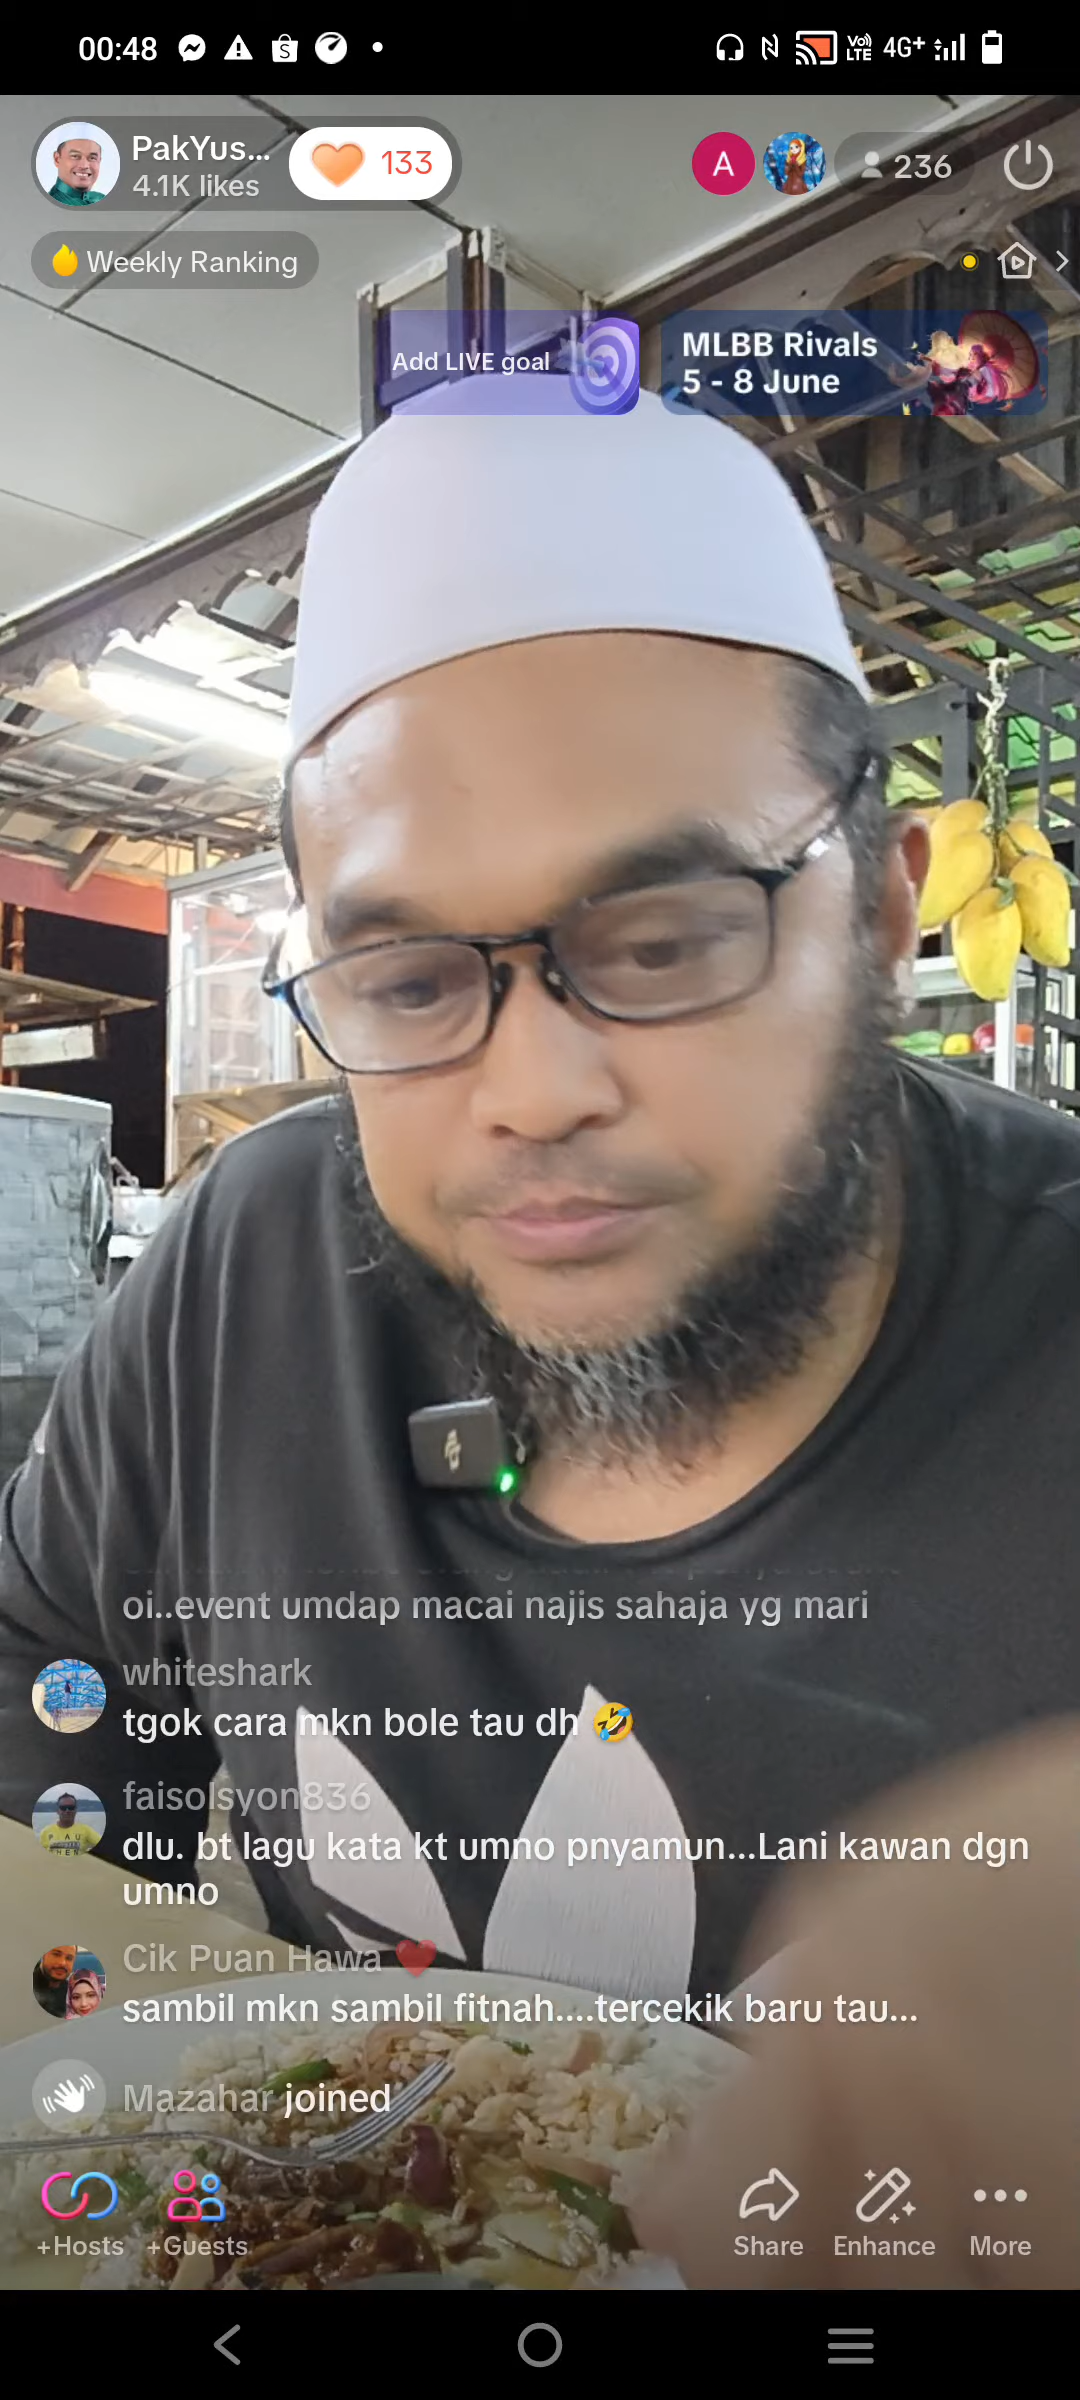 00:48
VoLTE 4G+
PakYus...
4.1K likes
133
A
236
Weekly Ranking
Add LIVE goal
MLBB Rivals
5 - 8 June
oi..event umdap macai najis sahaja yg mari
whiteshark
tgok cara mkn bole tau dh 🤣
faisolsyon836
dlu. bt lagu kata kt umno pnyamun...Lani kawan dgn
umno
Cik Puan Hawa ❤️
sambil mkn sambil fitnah....tercekik baru tau...
Mazahar joined
+Hosts
+Guests
Share
Enhance
More